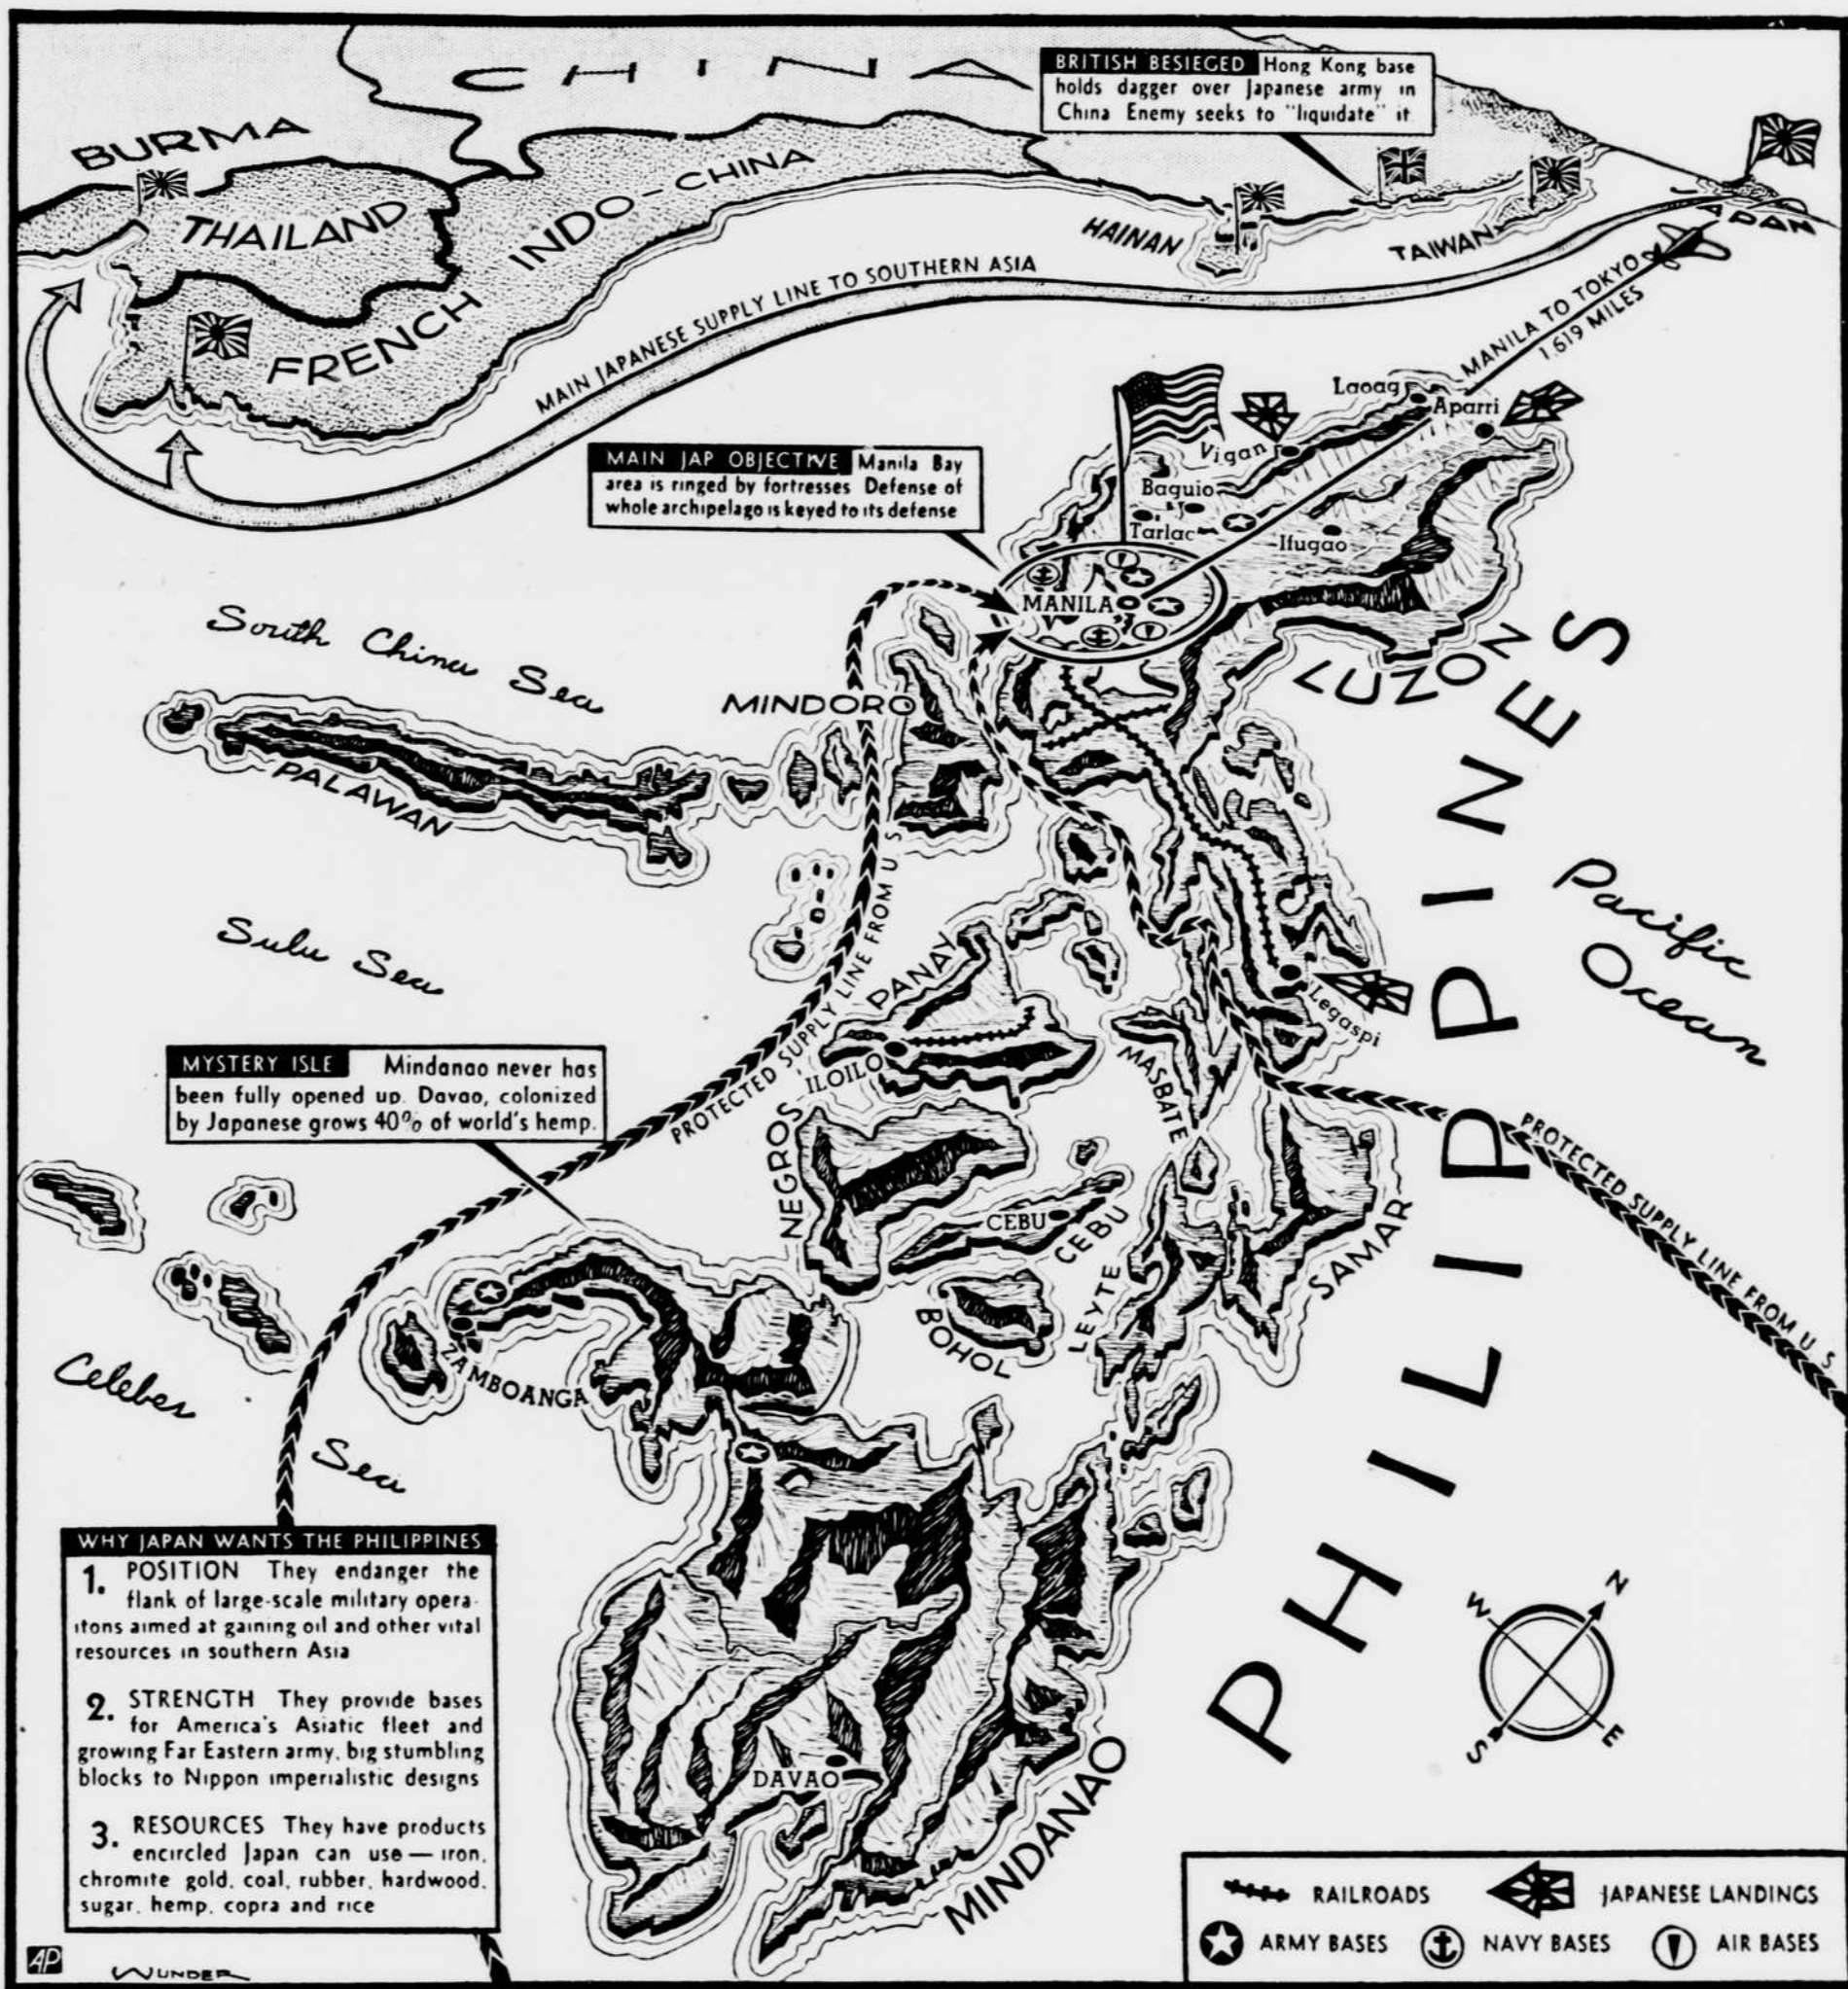 CHINA
BRITISH BESIEGED Hong Kong base
holds dagger over Japanese army in
China Enemy seeks to "liquidate" it
BURMA
THAILAND
FRENCH INDO-CHINA
HAINAN
TAIWAN
JAPAN
MAIN JAPANESE SUPPLY LINE TO SOUTHERN ASIA
MANILA TO TOKYO
1,619 MILES
Laoag
Aparri
Vigan
MAIN JAP OBJECTIVE Manila Bay
area is ringed by fortresses Defense of
whole archipelago is keyed to its defense
Baguio
Tarlac
Ifugao
MANILA
LUZON
South China Sea
MINDORO
PALAWAN
PHILIPPINES
Pacific
Ocean
Sulu Sea
PROTECTED SUPPLY LINE FROM U S
PANAY
Legaspi
MASBATE
ILOILO
MYSTERY ISLE Mindanao never has
been fully opened up. Davao, colonized
by Japanese grows 40% of world's hemp.
NEGROS
PROTECTED SUPPLY LINE FROM U S
CEBU
CEBU
SAMAR
LEYTE
BOHOL
Celebes
Sea
ZAMBOANGA
WHY JAPAN WANTS THE PHILIPPINES
1. POSITION They endanger the
flank of large-scale military opera-
itons aimed at gaining oil and other vital
resources in southern Asia
2. STRENGTH They provide bases
for America's Asiatic fleet and
growing Far Eastern army, big stumbling
blocks to Nippon imperialistic designs
3. RESOURCES They have products
encircled Japan can use — iron,
chromite gold, coal, rubber, hardwood,
sugar, hemp, copra and rice
N
W
S
E
DAVAO
MINDANAO
RAILROADS
JAPANESE LANDINGS
ARMY BASES
NAVY BASES
AIR BASES
AP
WUNDER